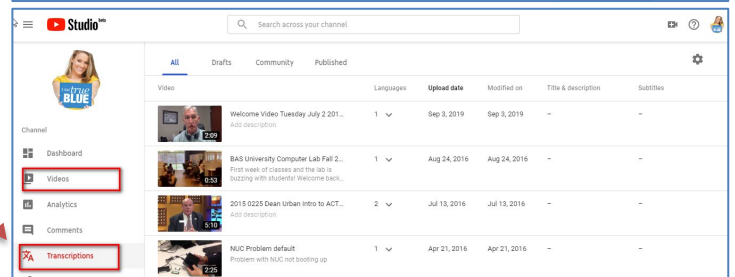 Studio beta
Search across your channel
I am true
BLUE
All Drafts Community Published
Video Languages Upload date Modified on Title & description Subtitles
Channel
Dashboard
Videos
Analytics
Comments
Transcriptions
2:09
Welcome Video Tuesday July 2 201... 1 Sep 3, 2019 Sep 3, 2019 – –
Add description
0:53
BAS University Computer Lab Fall 2... 1 Aug 24, 2016 Aug 24, 2016 – –
First week of classes and the lab is
buzzing with students! Welcome back...
5:10
2015 0225 Dean Urban Intro to ACT... 2 Jul 13, 2016 Jul 13, 2016 – –
Add description
2:25
NUC Problem default 1 Apr 21, 2016 Apr 21, 2016 – –
Problem with NUC not booting up